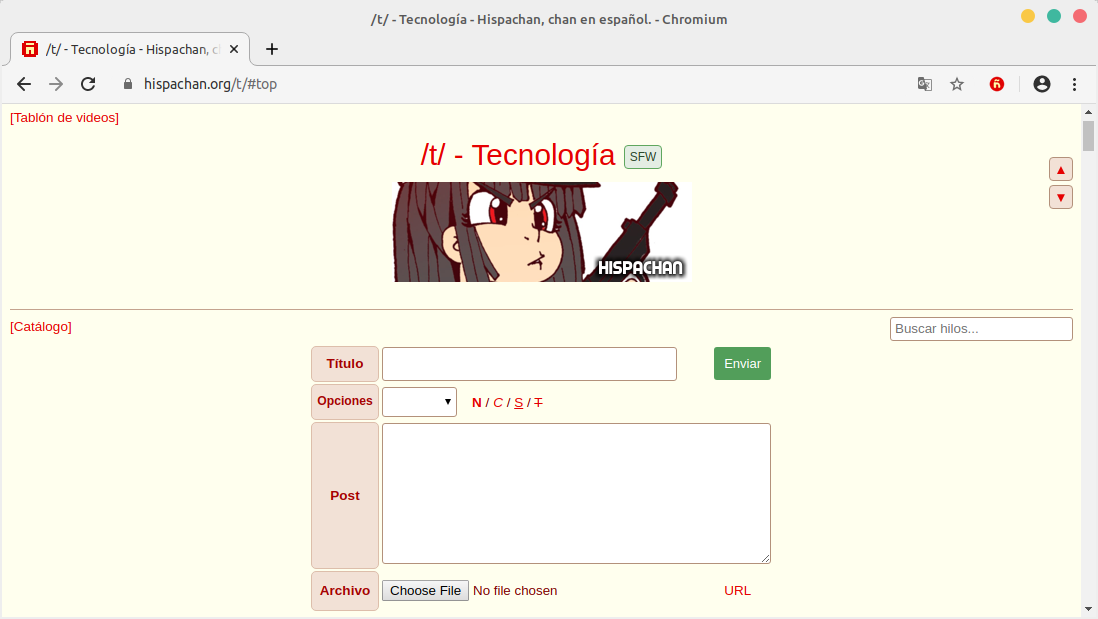 /t/ - Tecnología - Hispachan, chan en español. - Chromium
/t/ - Tecnología - Hispachan, c
hispachan.org/t/#top
[Tablón de videos]
/t/ - Tecnología SFW
HISPACHAN
[Catálogo]
Buscar hilos...
Título
Enviar
Opciones
N / C / S / T
Post
Archivo
Choose File No file chosen
URL